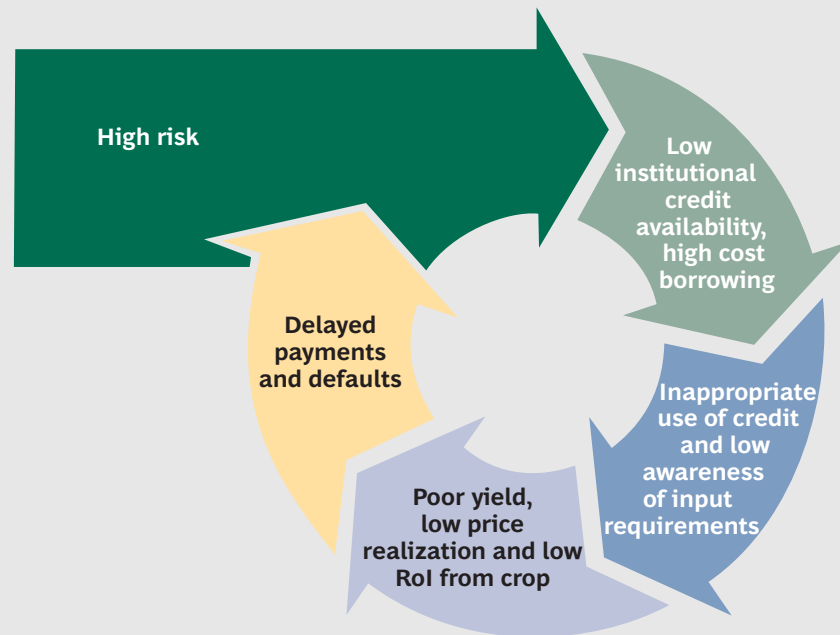 High risk
Low
institutional
credit
availability,
high cost
borrowing
Inappropriate
use of credit
and low
awareness
of input
requirements
Poor yield,
low price
realization and low
RoI from crop
Delayed
payments
and defaults